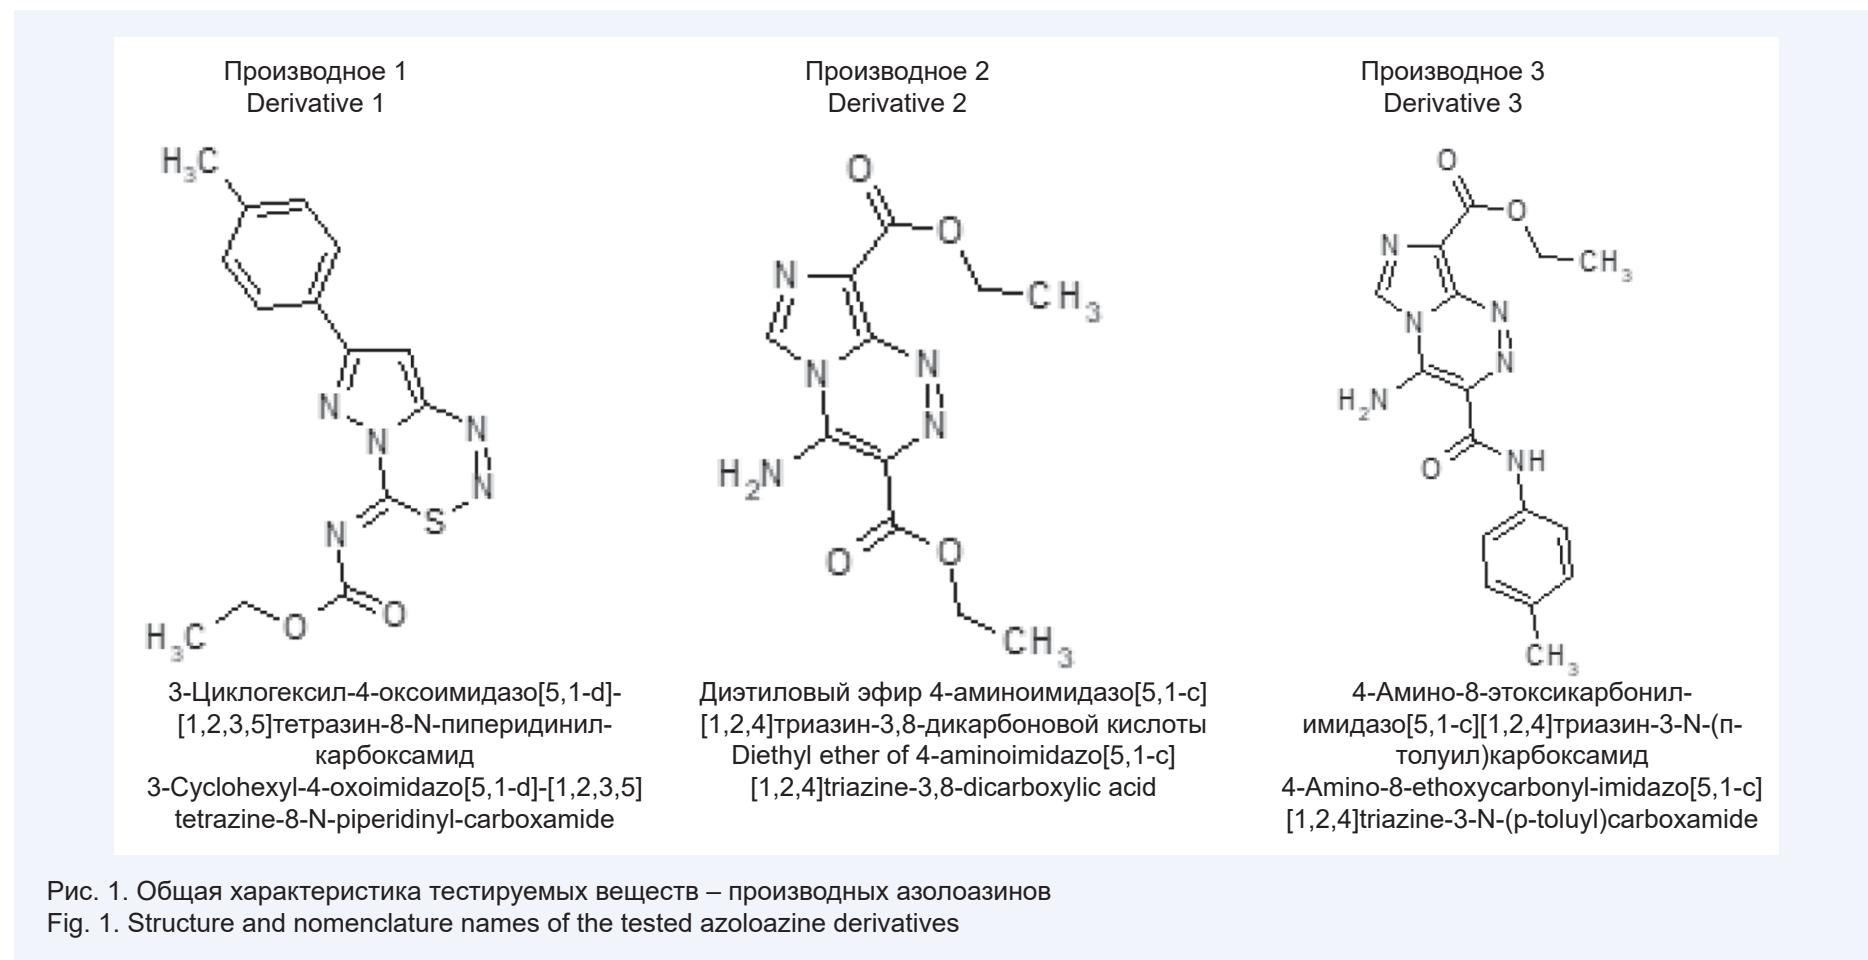 Производное 1
Derivative 1
H3C
N
N
N
N
S
N
O
O
H3C
3-Циклогексил-4-оксоимидазо[5,1-d]-
[1,2,3,5]тетразин-8-N-пиперидинил-
карбоксамид
3-Cyclohexyl-4-oxoimidazo[5,1-d]-[1,2,3,5]
tetrazine-8-N-piperidinyl-carboxamide
Производное 2
Derivative 2
O
O
N
CH3
N
N
N
H2N
O
O
CH3
Диэтиловый эфир 4-аминоимидазо[5,1-c]
[1,2,4]триазин-3,8-дикарбоновой кислоты
Diethyl ether of 4-aminoimidazo[5,1-c]
[1,2,4]triazine-3,8-dicarboxylic acid
Производное 3
Derivative 3
O
O
N
CH3
N
N
N
H2N
O
NH
CH3
4-Амино-8-этоксикарбонил-
имидазо[5,1-c][1,2,4]триазин-3-N-(п-
толуил)карбоксамид
4-Amino-8-ethoxycarbonyl-imidazo[5,1-c]
[1,2,4]triazine-3-N-(p-toluyl)carboxamide
Рис. 1. Общая характеристика тестируемых веществ – производных азолоазинов
Fig. 1. Structure and nomenclature names of the tested azoloazine derivatives